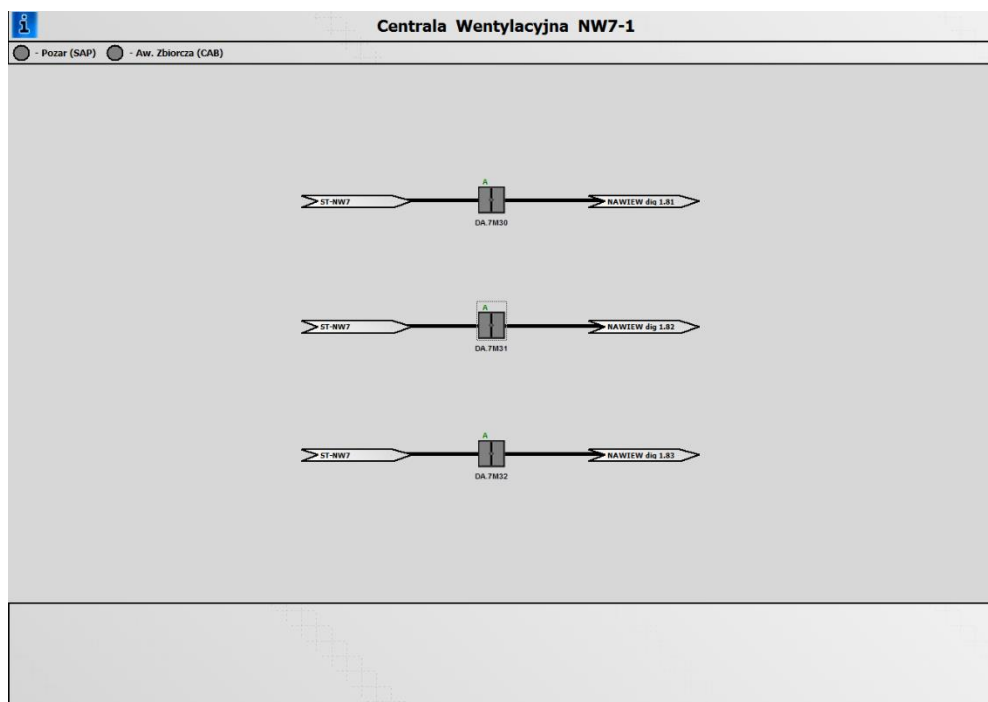 i
Centrala Wentylacyjna NW7-1
- Pozar (SAP) - Aw. Zbiorcza (CAB)
A
ST-NW7 NAWIEW dig 1.81
DA.7M30
A
ST-NW7 NAWIEW dig 1.82
DA.7M31
A
ST-NW7 NAWIEW dig 1.83
DA.7M32